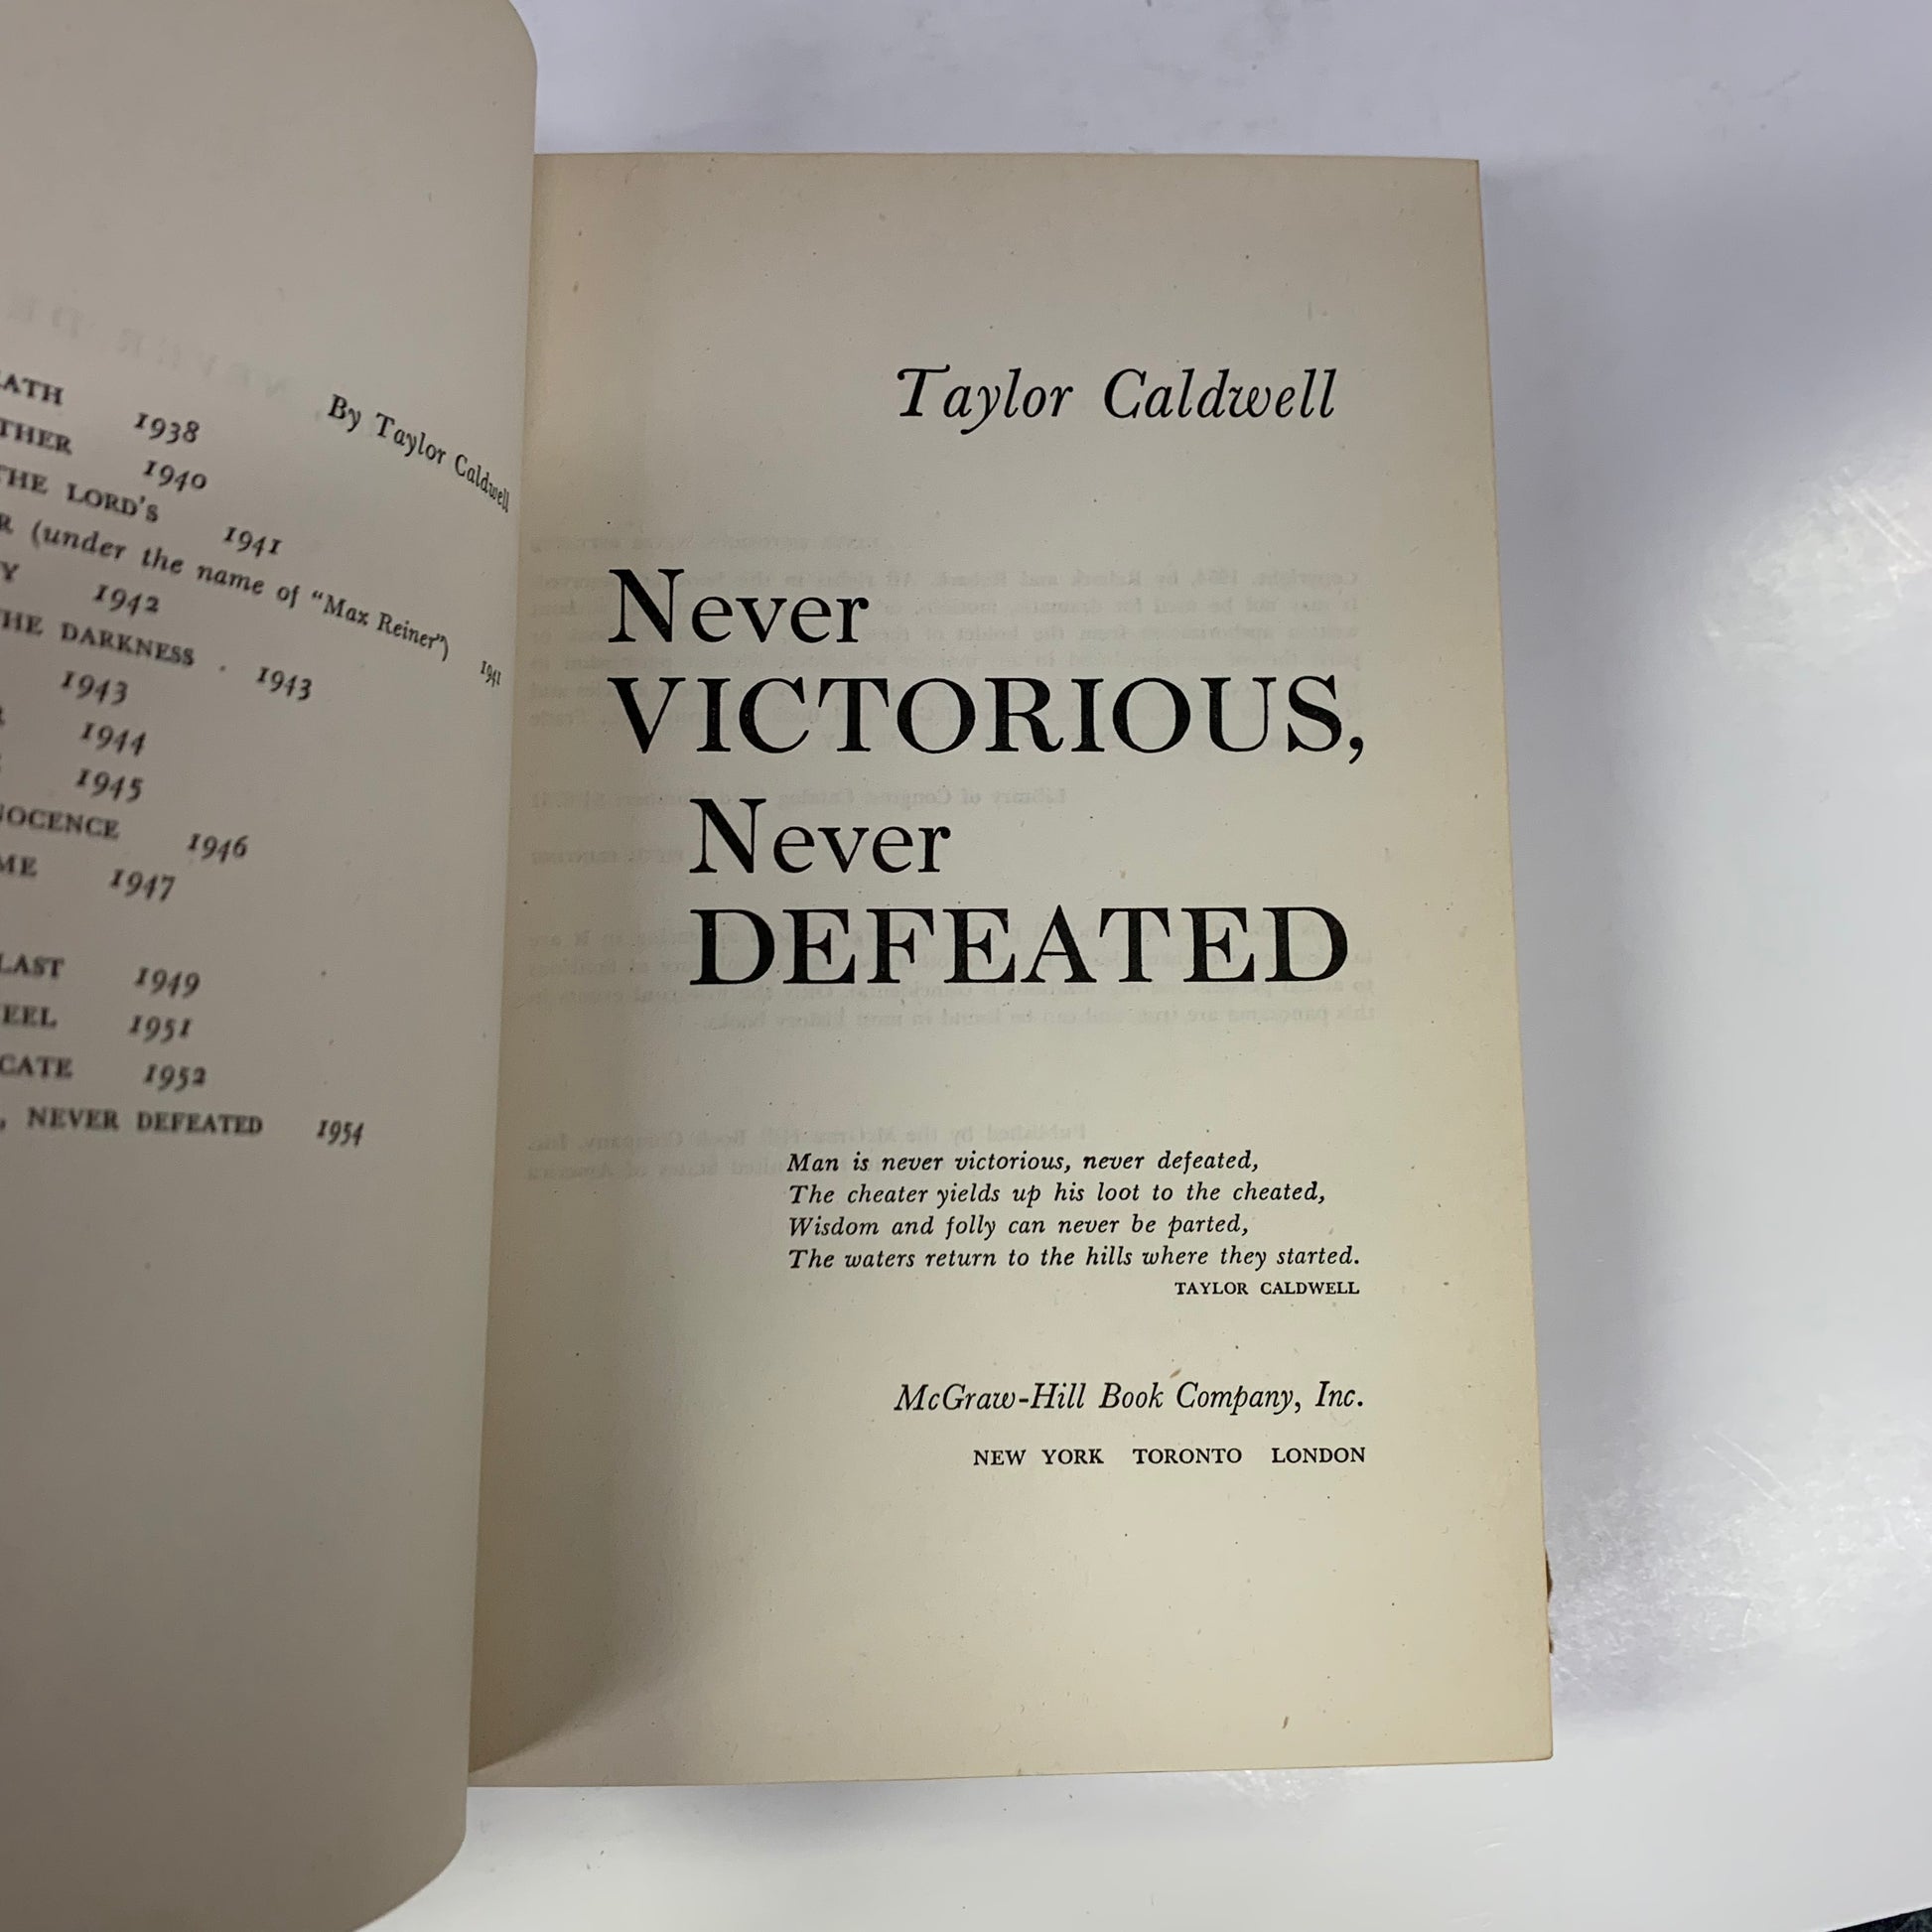 By Taylor Caldwell
ATH 1938
THER 1940
THE LORD'S 1941
R (under the name of "Max Reiner") 1941
Y 1942
HE DARKNESS . 1943
1943
R 1944
1945
NOCENCE 1946
ME 1947
LAST 1949
EEL 1951
CATE 1952
, NEVER DEFEATED 1954
Taylor Caldwell
Never
VICTORIOUS,
Never
DEFEATED
Man is never victorious, never defeated,
The cheater yields up his loot to the cheated,
Wisdom and folly can never be parted,
The waters return to the hills where they started.
TAYLOR CALDWELL
McGraw-Hill Book Company, Inc.
NEW YORK TORONTO LONDON